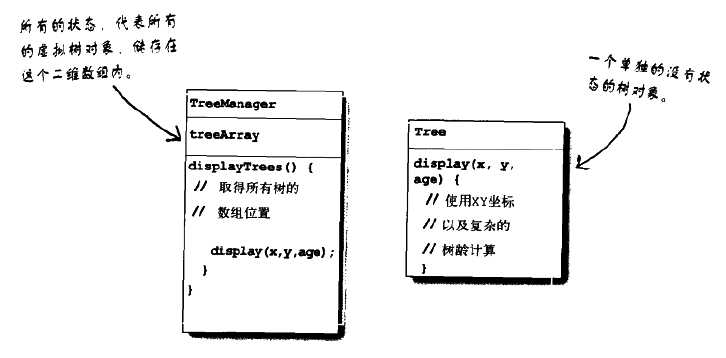 所有的状态，代表所有
的虚拟树对象，储存在
这个二维数组内。
TreeManager
treeArray
displayTrees() {
// 取得所有树的
// 数组位置
display(x,y,age);
}
}
一个单独的没有状
态的树对象。
Tree
display(x, y,
age) {
// 使用XY坐标
// 以及复杂的
// 树龄计算
}